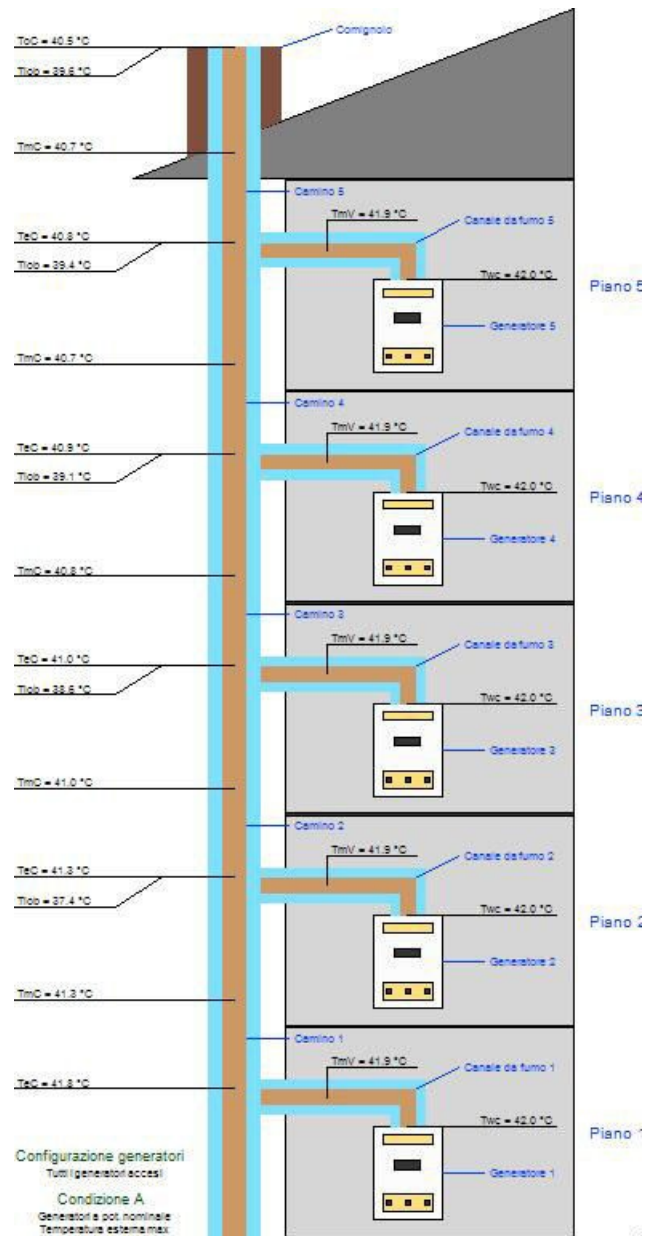 ToC = 40.5 °C
Comignolo
Tiob = 39.6 °C
TmC = 40.7 °C
Camino 5
TmV = 41.9 °C
Canale da fumo 5
TeC = 40.8 °C
Tiob = 39.4 °C
Twc = 42.0 °C
Piano 5
Generatore 5
TmC = 40.7 °C
Camino 4
TmV = 41.9 °C
Canale da fumo 4
TeC = 40.9 °C
Tiob = 39.1 °C
Twc = 42.0 °C
Piano 4
Generatore 4
TmC = 40.8 °C
Camino 3
TmV = 41.9 °C
Canale da fumo 3
TeC = 41.0 °C
Tiob = 38.6 °C
Twc = 42.0 °C
Piano 3
Generatore 3
TmC = 41.0 °C
Camino 2
TmV = 41.9 °C
Canale da fumo 2
TeC = 41.3 °C
Tiob = 37.4 °C
Twc = 42.0 °C
Piano 2
Generatore 2
TmC = 41.3 °C
Camino 1
TmV = 41.9 °C
Canale da fumo 1
TeC = 41.8 °C
Twc = 42.0 °C
Piano 1
Generatore 1
Configurazione generatori
Tutti i generatori accesi
Condizione A
Generatori a pot. nominale
Temperatura esterna max